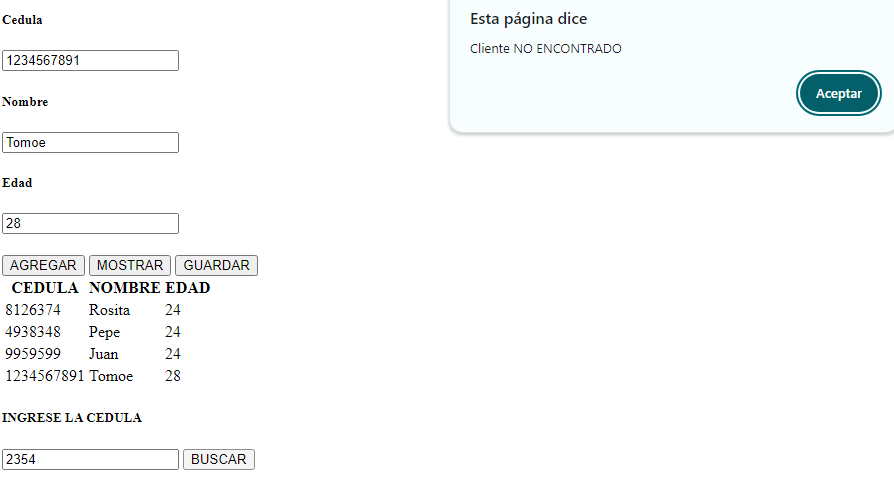 Cedula
1234567891
Nombre
Tomoe
Edad
28
AGREGAR MOSTRAR GUARDAR
CEDULA NOMBRE EDAD
8126374 Rosita 24
4938348 Pepe 24
9959599 Juan 24
1234567891 Tomoe 28
INGRESE LA CEDULA
2354 BUSCAR
Esta página dice
Cliente NO ENCONTRADO
Aceptar